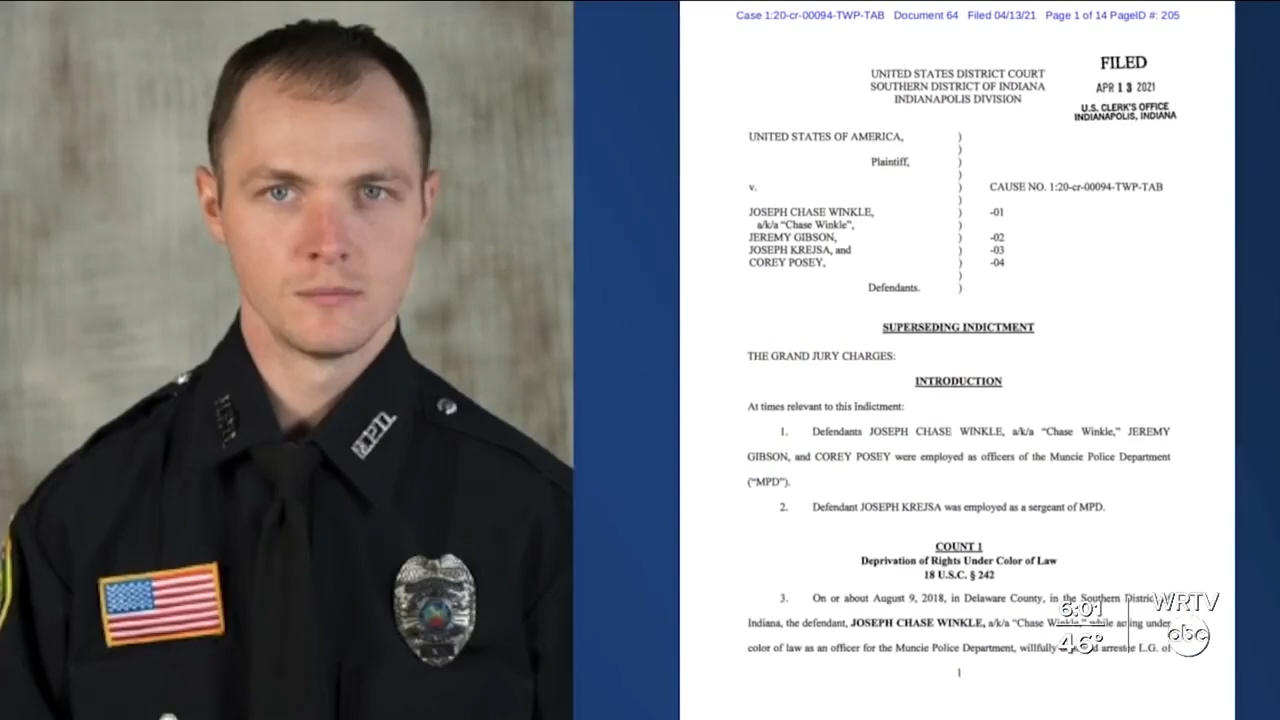 Case 1:20-cr-00094-TWP-TAB Document 64 Filed 04/13/21 Page 1 of 14 PageID #: 205
FILED
APR 13 2021
U.S. CLERK'S OFFICE
INDIANAPOLIS, INDIANA
UNITED STATES DISTRICT COURT
SOUTHERN DISTRICT OF INDIANA
INDIANAPOLIS DIVISION
UNITED STATES OF AMERICA, )
)
Plaintiff, )
)
v. ) CAUSE NO. 1:20-cr-00094-TWP-TAB
)
JOSEPH CHASE WINKLE, ) -01
a/k/a “Chase Winkle”, )
JEREMY GIBSON, ) -02
JOSEPH KREJSA, and ) -03
COREY POSEY, ) -04
)
Defendants. )
SUPERSEDING INDICTMENT
THE GRAND JURY CHARGES:
INTRODUCTION
At times relevant to this Indictment:
1. Defendants JOSEPH CHASE WINKLE, a/k/a “Chase Winkle,” JEREMY
GIBSON, and COREY POSEY were employed as officers of the Muncie Police Department
(“MPD”).
2. Defendant JOSEPH KREJSA was employed as a sergeant of MPD.
COUNT 1
Deprivation of Rights Under Color of Law
18 U.S.C. § 242
3. On or about August 9, 2018, in Delaware County, in the Southern District
Indiana, the defendant, JOSEPH CHASE WINKLE, a/k/a “Chase Winkle,” while acting under
color of law as an officer for the Muncie Police Department, willfully arrestee L.G. of
1
M.P.D.
M.P.D.
6:01
46°
WRTV
abc